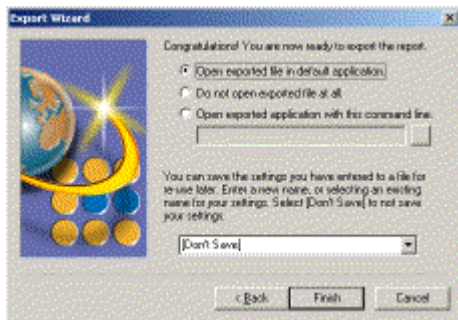 Export Wizard
Congratulations! You are now ready to export the report.
Open exported file in default application.
Do not open exported file at all.
Open exported application with this command line.
You can save the settings you have entered to a file for
re-use later. Enter a new name, or selecting an existing
name for your settings. Select [Don't Save] to not save
your settings.
[Don't Save]
< Back
Finish
Cancel